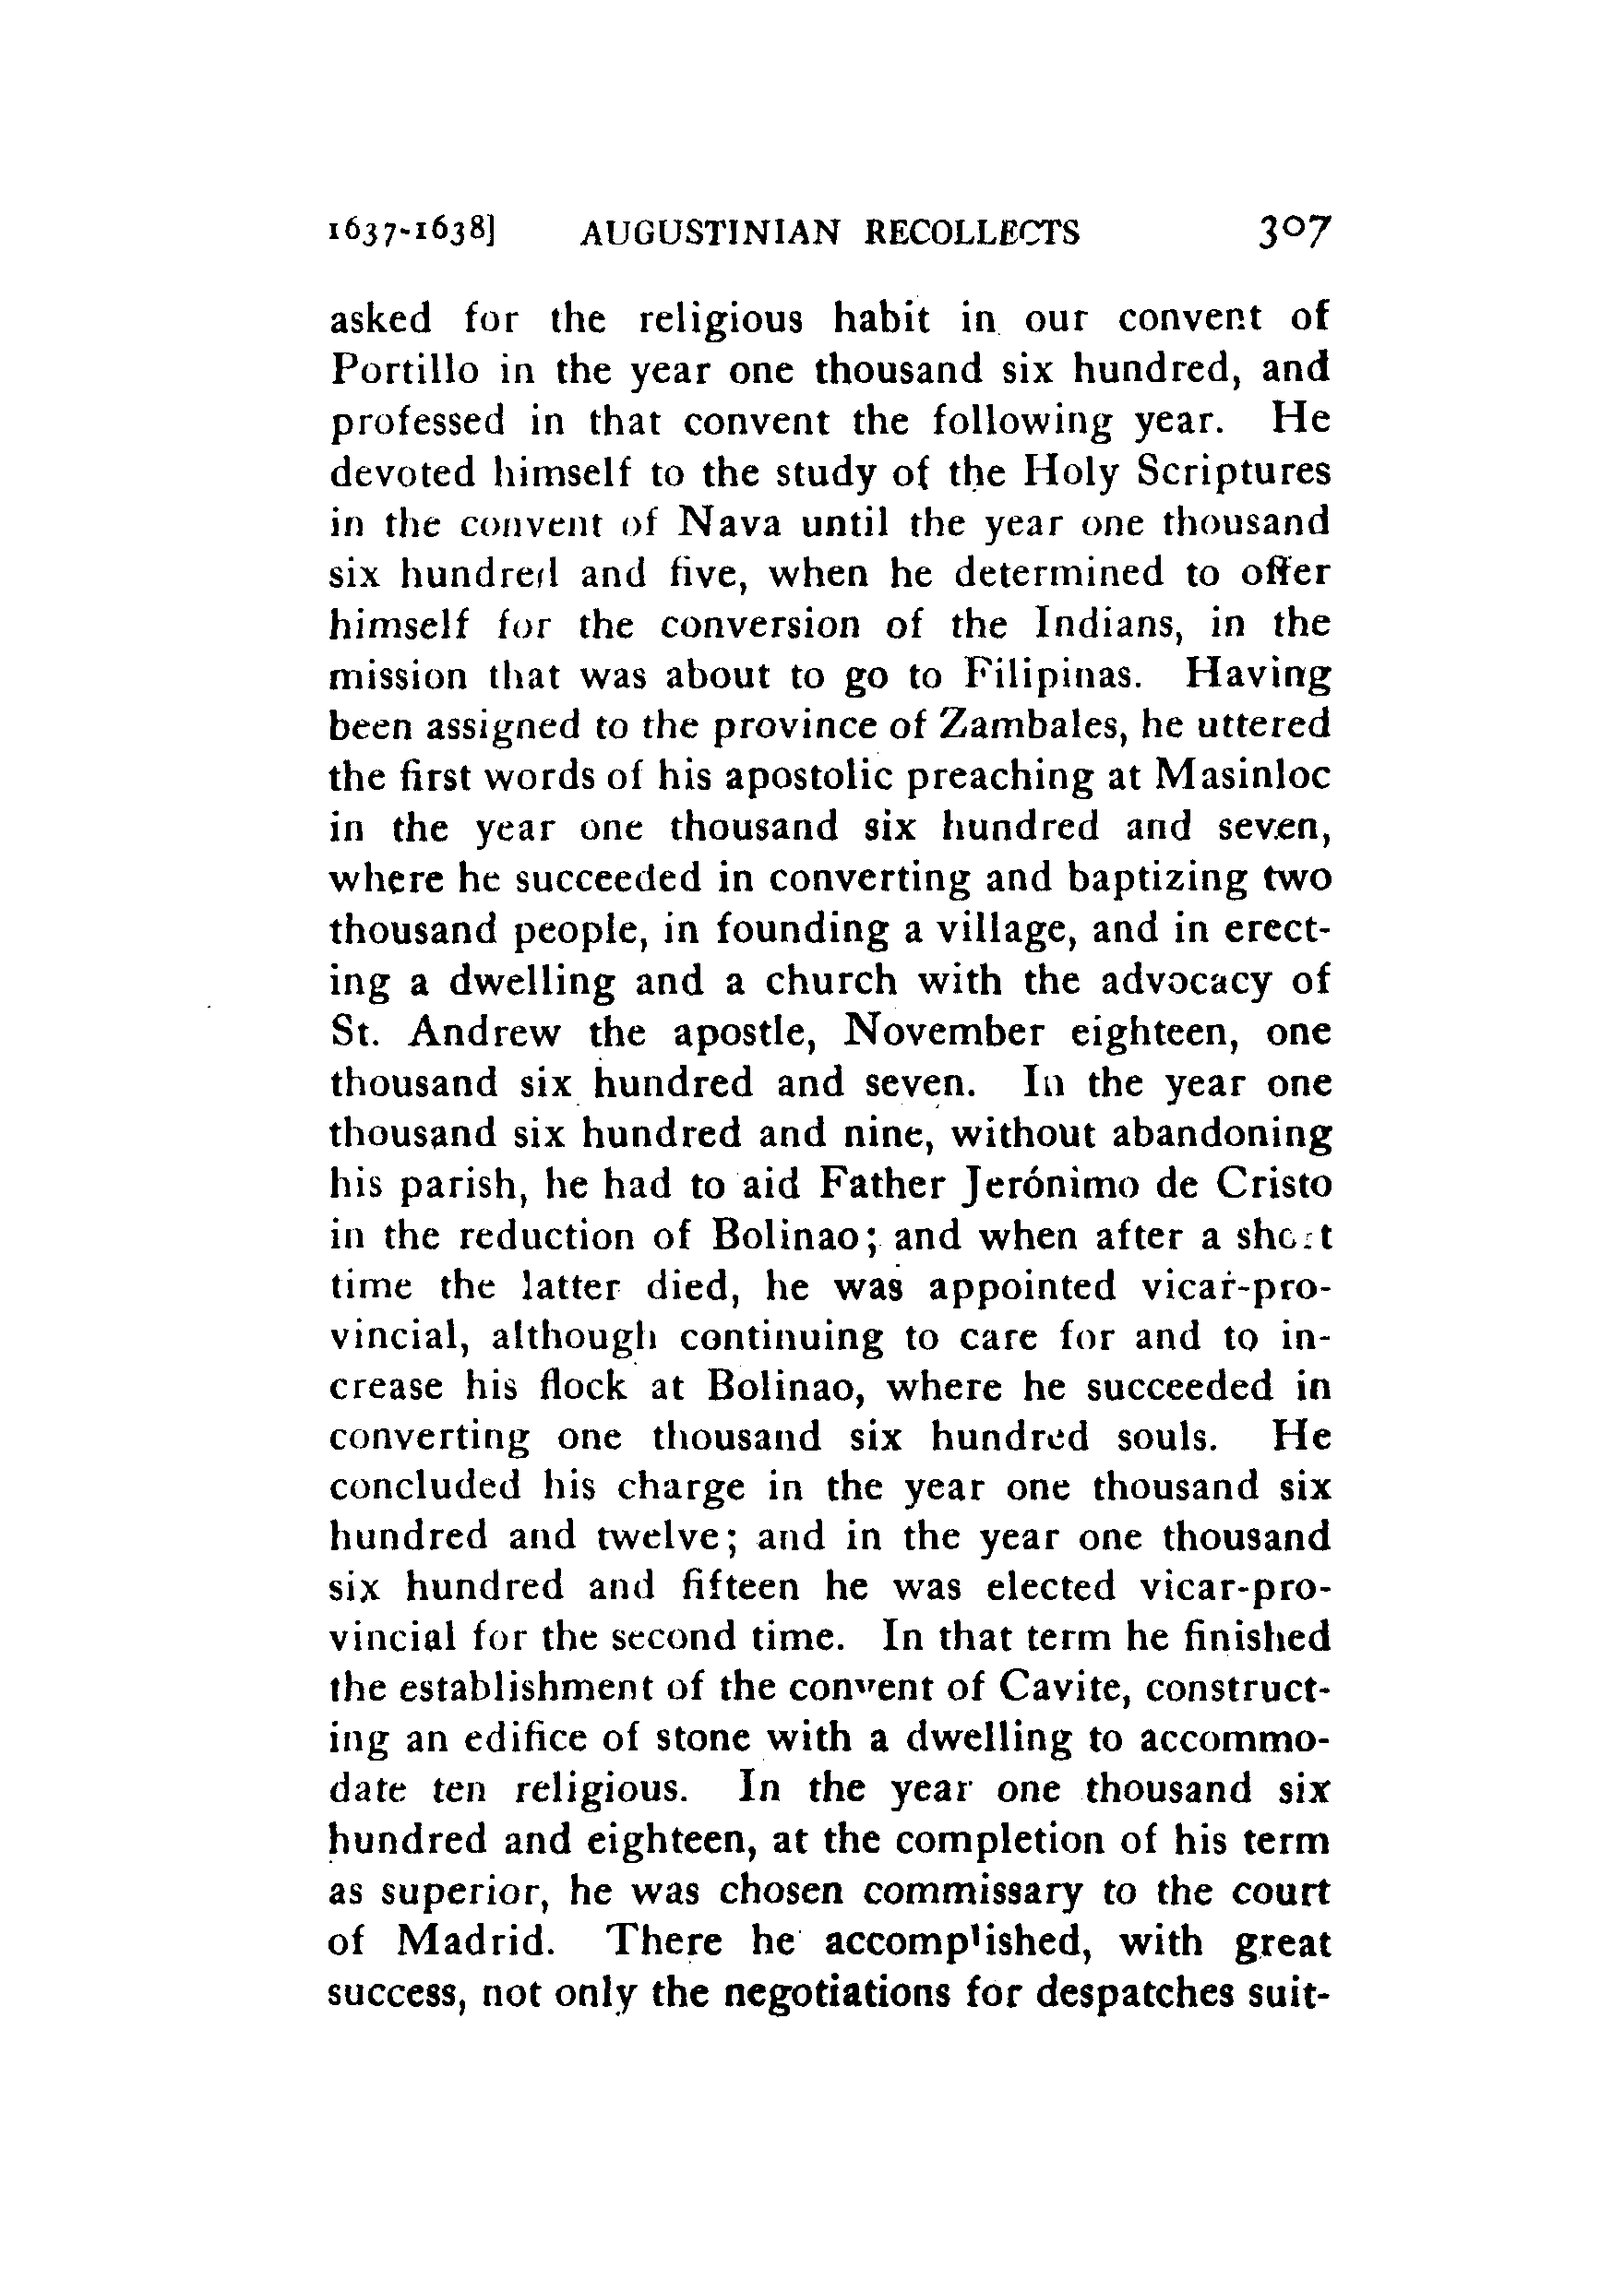 1637-1638] AUGUSTINIAN RECOLLECTS 307
asked for the religious habit in our convent of
Portillo in the year one thousand six hundred, and
professed in that convent the following year. He
devoted himself to the study of the Holy Scriptures
in the convent of Nava until the year one thousand
six hundred and five, when he determined to offer
himself for the conversion of the Indians, in the
mission that was about to go to Filipinas. Having
been assigned to the province of Zambales, he uttered
the first words of his apostolic preaching at Masinloc
in the year one thousand six hundred and seven,
where he succeeded in converting and baptizing two
thousand people, in founding a village, and in erect-
ing a dwelling and a church with the advocacy of
St. Andrew the apostle, November eighteen, one
thousand six hundred and seven. In the year one
thousand six hundred and nine, without abandoning
his parish, he had to aid Father Jerónimo de Cristo
in the reduction of Bolinao; and when after a short
time the latter died, he was appointed vicar-pro-
vincial, although continuing to care for and to in-
crease his flock at Bolinao, where he succeeded in
converting one thousand six hundred souls. He
concluded his charge in the year one thousand six
hundred and twelve; and in the year one thousand
six hundred and fifteen he was elected vicar-pro-
vincial for the second time. In that term he finished
the establishment of the convent of Cavite, construct-
ing an edifice of stone with a dwelling to accommo-
date ten religious. In the year one thousand six
hundred and eighteen, at the completion of his term
as superior, he was chosen commissary to the court
of Madrid. There he accomplished, with great
success, not only the negotiations for despatches suit-